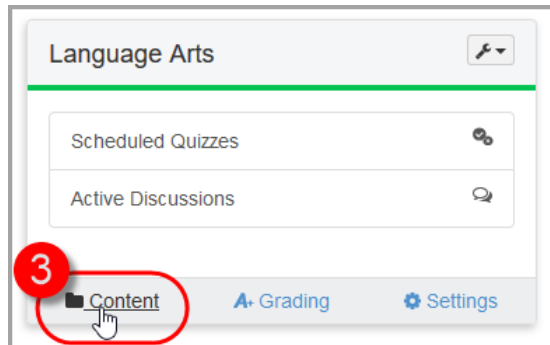 Language Arts
Scheduled Quizzes
Active Discussions
3
Content A+ Grading Settings